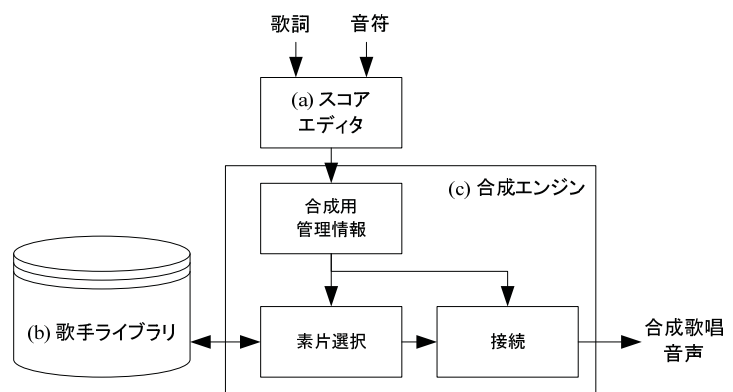 歌詞
音符
(a) スコア
エディタ
(c) 合成エンジン
合成用
管理情報
(b) 歌手ライブラリ
素片選択
接続
合成歌唱
音声